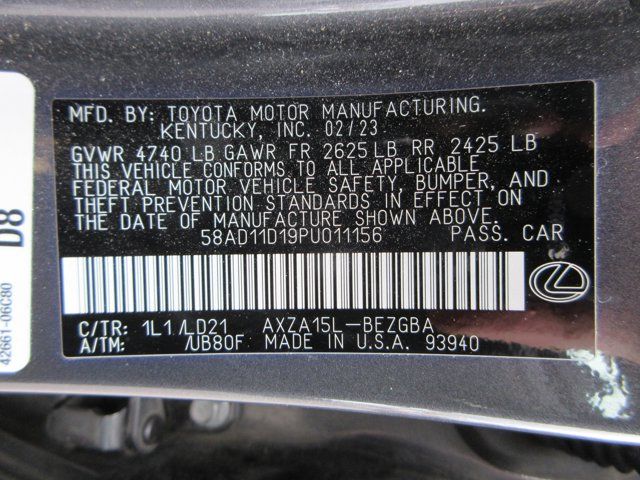 MFD. BY: TOYOTA MOTOR MANUFACTURING.
KENTUCKY, INC. 02/23
GVWR 4740 LB GAWR FR 2625 LB RR 2425 LB
THIS VEHICLE CONFORMS TO ALL APPLICABLE
FEDERAL MOTOR VEHICLE SAFETY, BUMPER, AND
THEFT PREVENTION STANDARDS IN EFFECT ON
THE DATE OF MANUFACTURE SHOWN ABOVE.
58AD11D19PU011156 PASS. CAR
C/TR: 1L1/LD21 AXZA15L-BEZGBA
A/TM: /UB80F MADE IN U.S.A. 93940
D8
42661-06C80